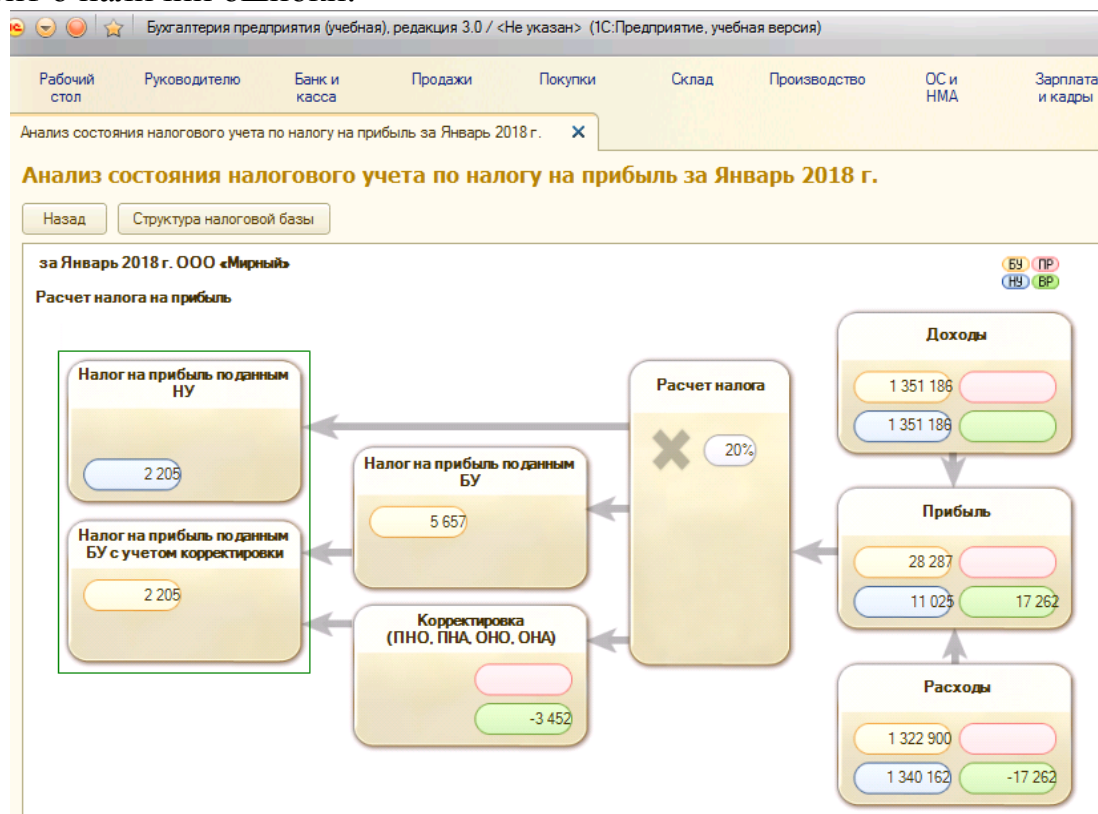 Бухгалтерия предприятия (учебная), редакция 3.0 / <Не указан> (1С:Предприятие, учебная версия)
Рабочий стол
Руководителю
Банк и касса
Продажи
Покупки
Склад
Производство
ОС и НМА
Зарплата и кадры
Анализ состояния налогового учета по налогу на прибыль за Январь 2018 г.
Анализ состояния налогового учета по налогу на прибыль за Январь 2018 г.
Назад
Структура налоговой базы
за Январь 2018 г. ООО «Мирный»
БУ ПР
НУ ВР
Расчет налога на прибыль
Налог на прибыль по данным
НУ
2 205
Налог на прибыль по данным
БУ с учетом корректировки
2 205
Налог на прибыль по данным
БУ
5 657
Корректировка
(ПНО, ПНА, ОНО, ОНА)
-3 452
Расчет налога
20%
Доходы
1 351 186
1 351 186
Прибыль
28 287
11 025 17 262
Расходы
1 322 900
1 340 162 -17 262